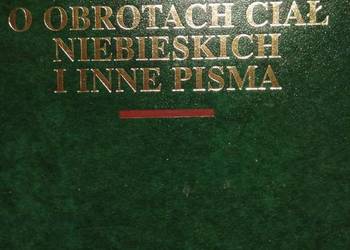 O OBROTACH CIAŁ
NIEBIESKICH
I INNE PISMA